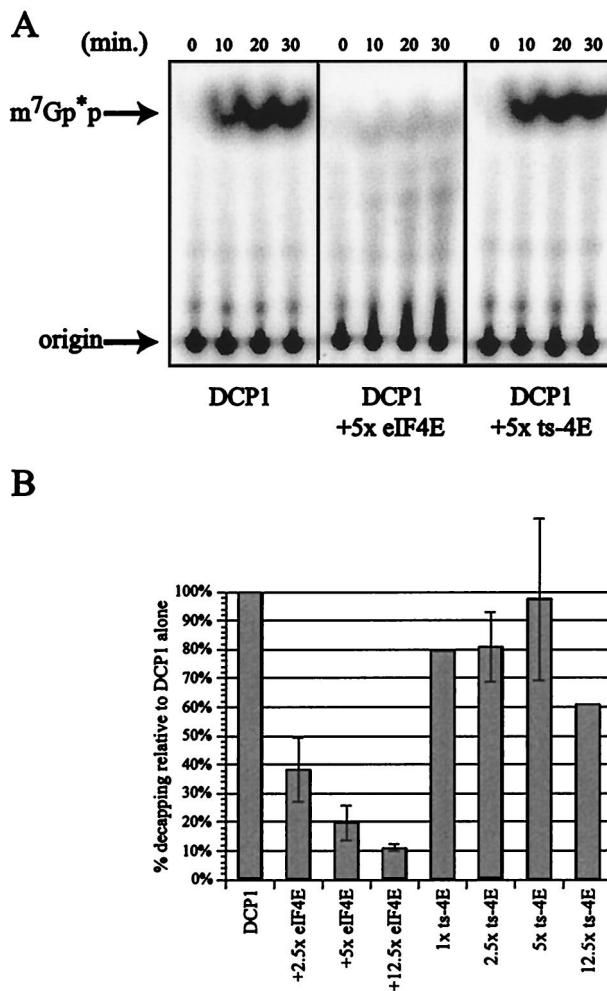 A
(min.) 0 10 20 30 0 10 20 30 0 10 20 30
m⁷Gp*p
origin
DCP1
DCP1
+5x eIF4E
DCP1
+5x ts-4E
B
% decapping relative to DCP1 alone
100%
90%
80%
70%
60%
50%
40%
30%
20%
10%
0%
DCP1
+2.5x eIF4E
+5x eIF4E
+12.5x eIF4E
1x ts-4E
2.5x ts-4E
5x ts-4E
12.5x ts-4E